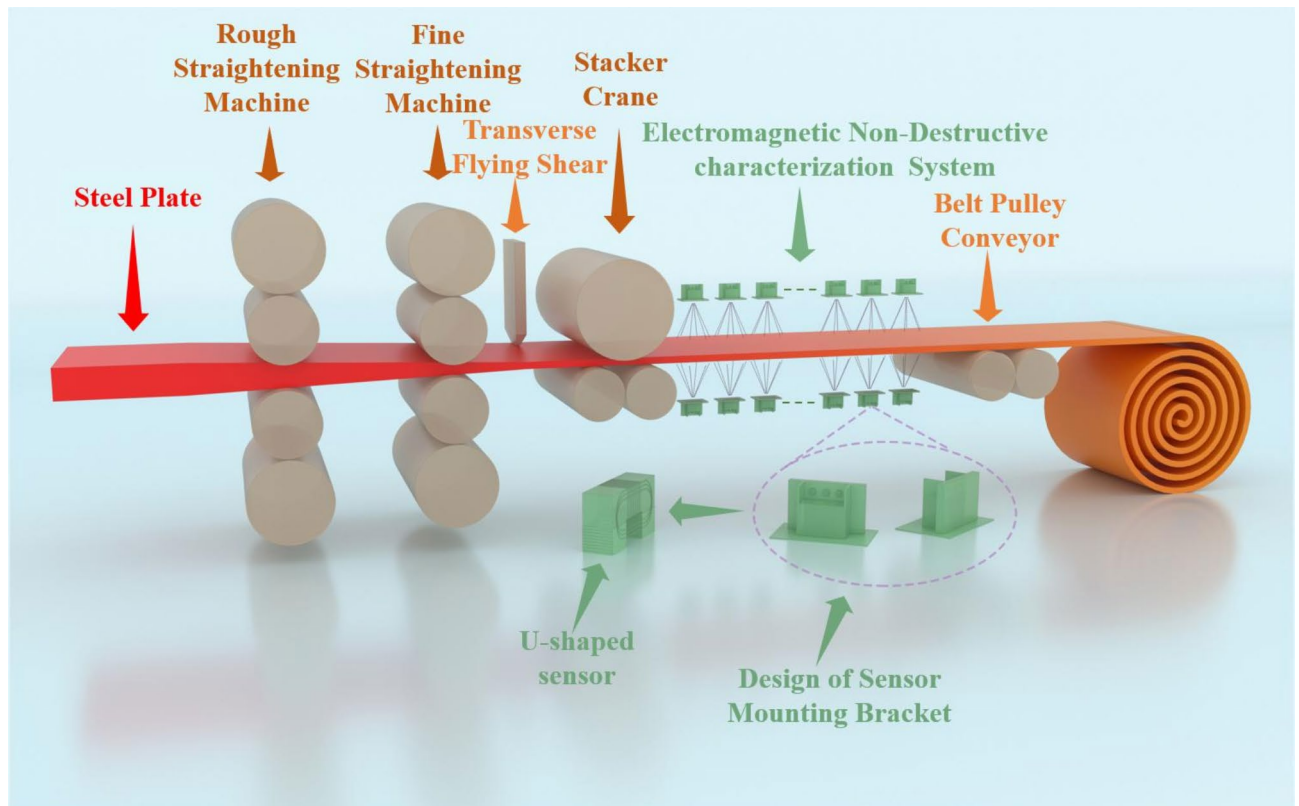 Rough
Straightening
Machine
Fine
Straightening
Machine
Transverse
Flying Shear
Stacker
Crane
Electromagnetic Non-Destructive
characterization System
Steel Plate
Belt Pulley
Conveyor
U-shaped
sensor
Design of Sensor
Mounting Bracket